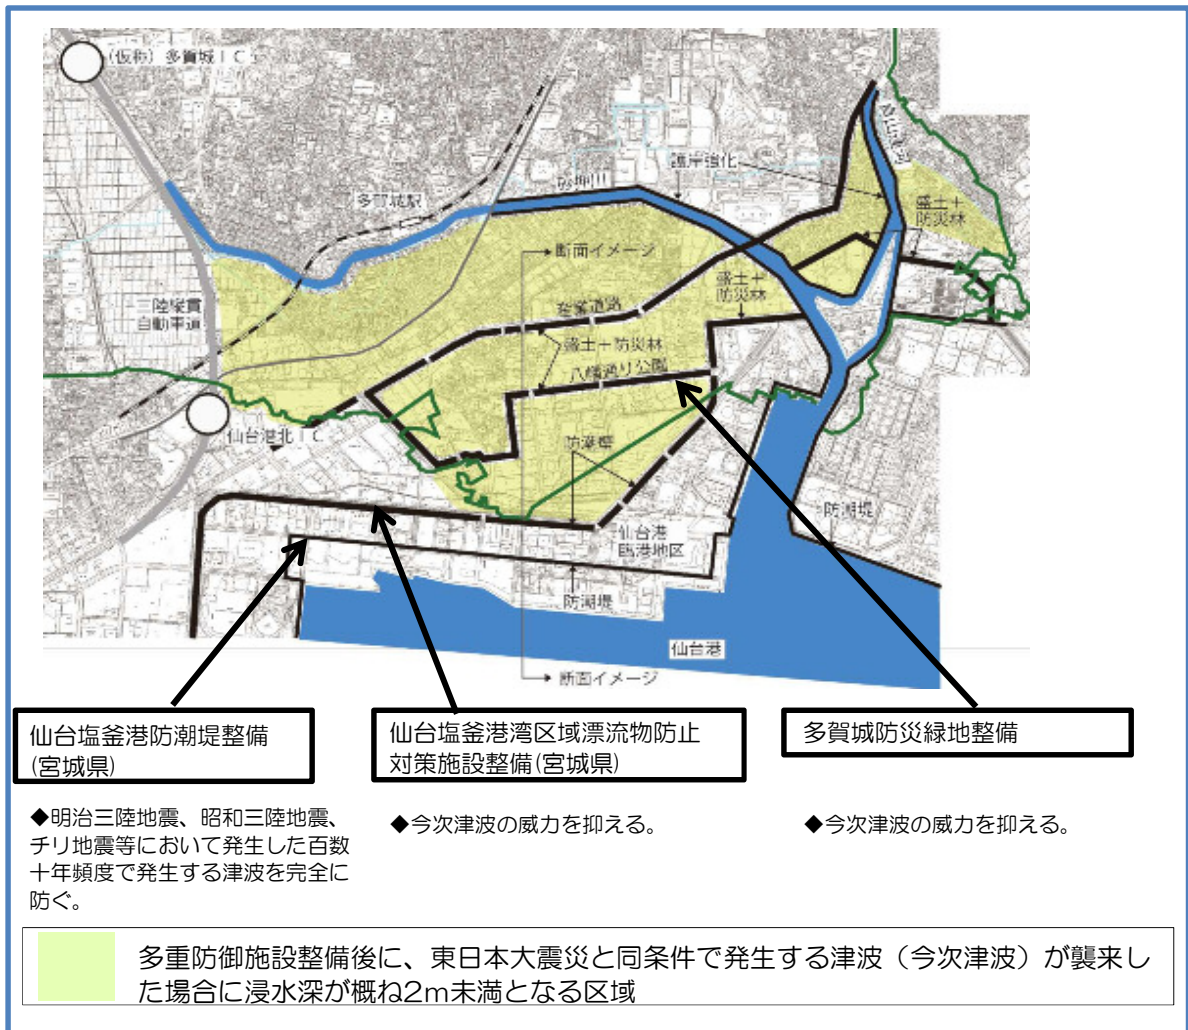 (仮称)多賀城IC
護岸強化
砂押川
多賀城駅
盛土+
防災林
断面イメージ
三陸縦貫
自動車道
盛土+
防災林
産業道路
盛土+防災林
八幡通り公園
仙台港北IC
防潮壁
防潮堤
仙台港
臨港地区
防潮堤
仙台港
断面イメージ
仙台塩釜港防潮堤整備
(宮城県)
仙台塩釜港湾区域漂流物防止
対策施設整備(宮城県)
多賀城防災緑地整備
◆明治三陸地震、昭和三陸地震、
チリ地震等において発生した百数
十年頻度で発生する津波を完全に
防ぐ。
◆今次津波の威力を抑える。
◆今次津波の威力を抑える。
多重防御施設整備後に、東日本大震災と同条件で発生する津波(今次津波)が襲来し
た場合に浸水深が概ね2m未満となる区域